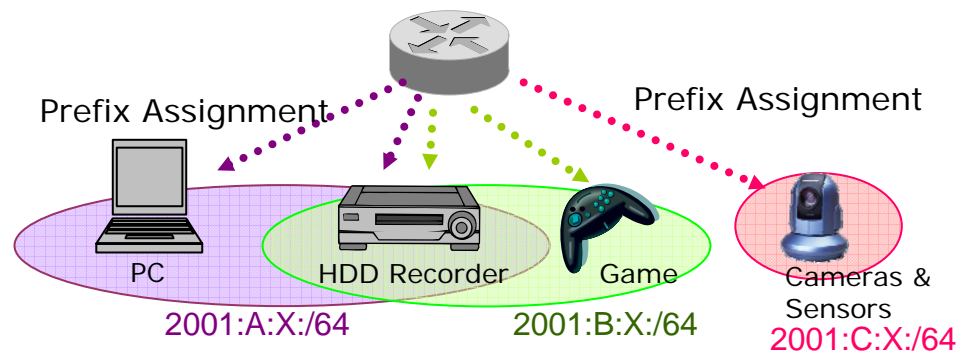 Prefix Assignment
Prefix Assignment
PC
HDD Recorder
Game
Cameras &
Sensors
2001:A:X:/64
2001:B:X:/64
2001:C:X:/64